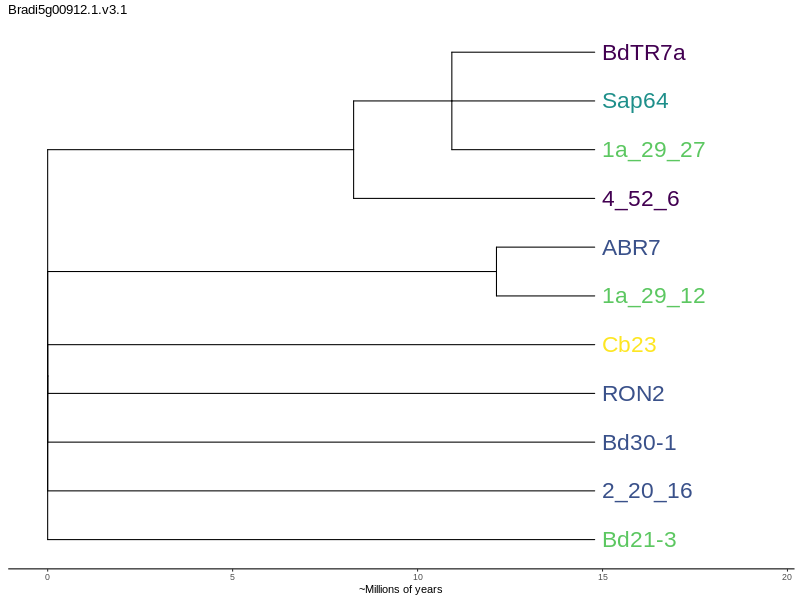 Bradi5g00912.1.v3.1
BdTR7a
Sap64
1a_29_27
4_52_6
ABR7
1a_29_12
Cb23
RON2
Bd30-1
2_20_16
Bd21-3
0 5 10 15 20
~Millions of years